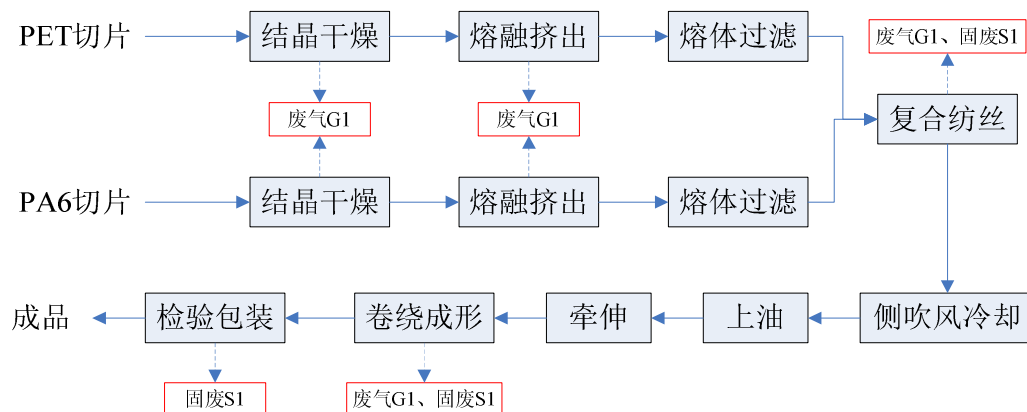 PET切片
结晶干燥
熔融挤出
熔体过滤
废气G1、固废S1
废气G1
废气G1
复合纺丝
PA6切片
结晶干燥
熔融挤出
熔体过滤
成品
检验包装
卷绕成形
牵伸
上油
侧吹风冷却
固废S1
废气G1、固废S1